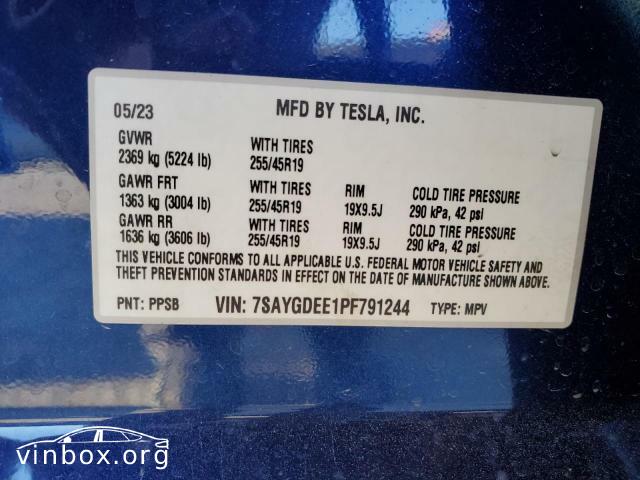 05/23 MFD BY TESLA, INC.
GVWR WITH TIRES
2369 kg (5224 lb) 255/45R19
GAWR FRT WITH TIRES RIM COLD TIRE PRESSURE
1363 kg (3004 lb) 255/45R19 19X9.5J 290 kPa, 42 psi
GAWR RR WITH TIRES RIM COLD TIRE PRESSURE
1636 kg (3606 lb) 255/45R19 19X9.5J 290 kPa, 42 psi
THIS VEHICLE CONFORMS TO ALL APPLICABLE U.S. FEDERAL MOTOR VEHICLE SAFETY AND
THEFT PREVENTION STANDARDS IN EFFECT ON THE DATE OF MANUFACTURE SHOWN ABOVE.
PNT: PPSB VIN: 7SAYGDEE1PF791244 TYPE: MPV
vinbox.org